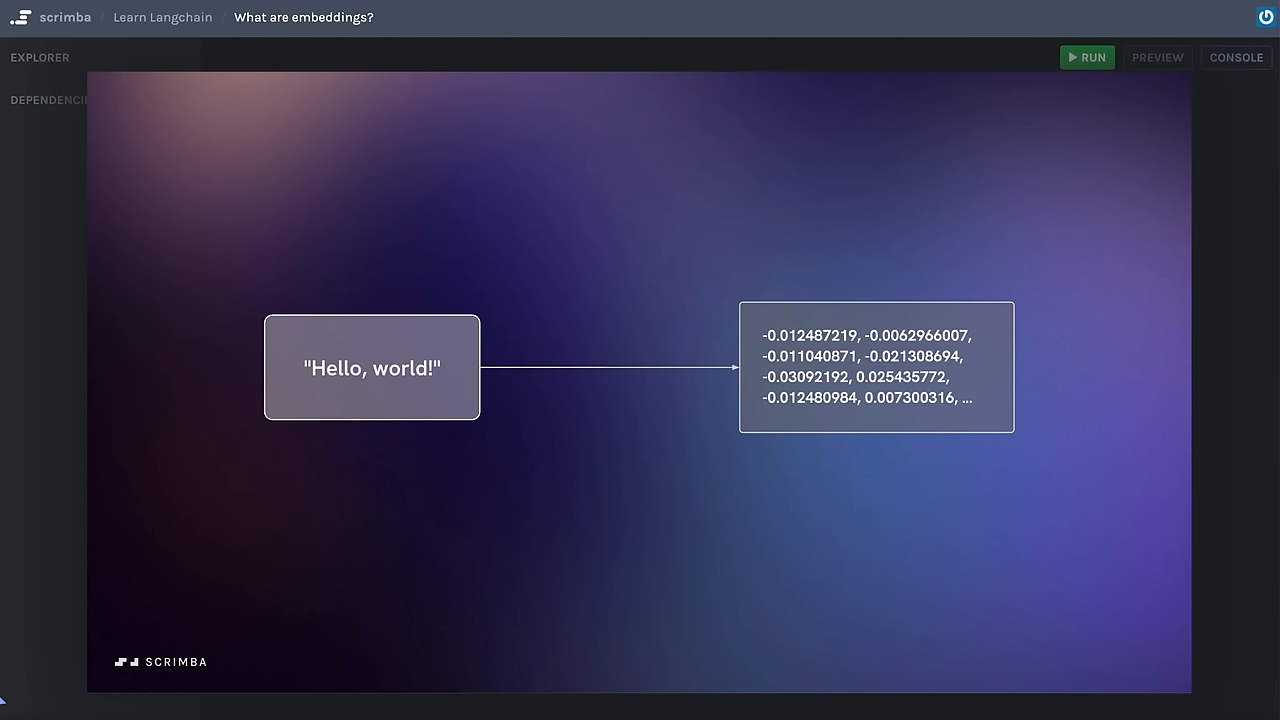 scrimba / Learn Langchain / What are embeddings?
EXPLORER
RUN PREVIEW CONSOLE
"Hello, world!"
-0.012487219, -0.0062966007,
-0.011040871, -0.021308694,
-0.03092192, 0.025435772,
-0.012480984, 0.007300316, ...
SCRIMBA